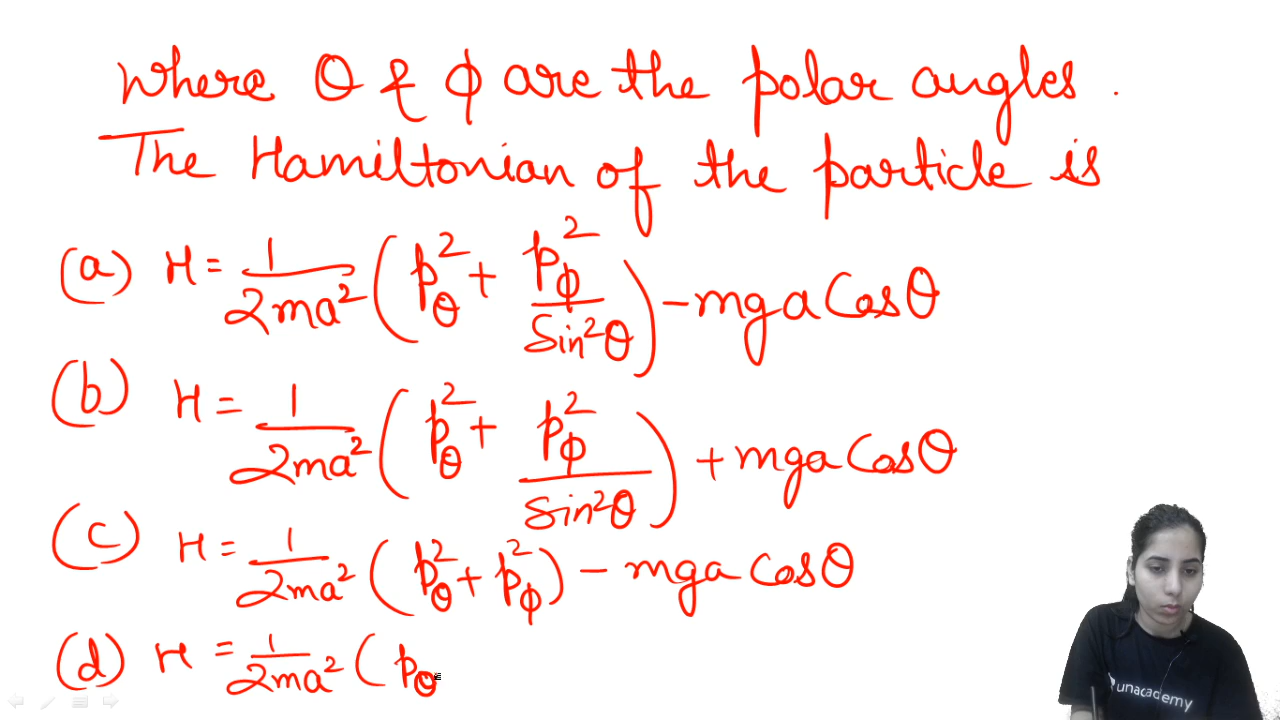 where θ & ϕ are the polar angles.
The Hamiltonian of the particle is
(a) H = 1/2ma² (p_θ² + p_ϕ²/Sin²θ) - mga Cosθ
(b) H = 1/2ma² (p_θ² + p_ϕ²/Sin²θ) + mga Cosθ
(c) H = 1/2ma² (p_θ² + p_ϕ²) - mga Cosθ
(d) H = 1/2ma² (p_θ
unacademy